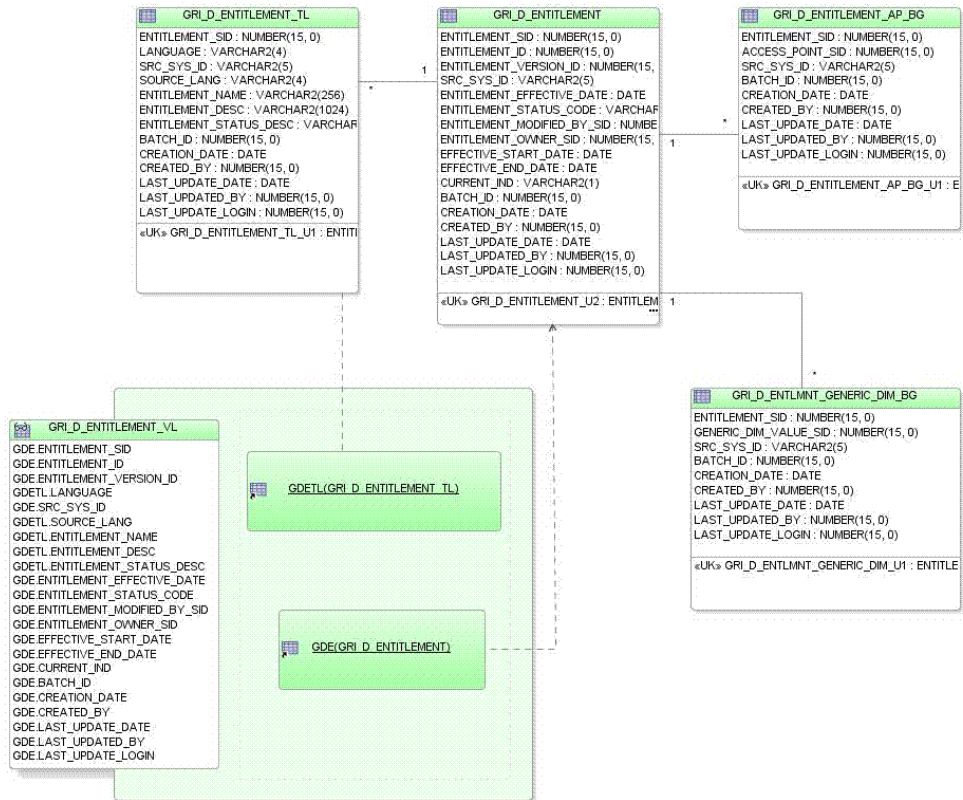 GRI_D_ENTITLEMENT_TL
ENTITLEMENT_SID : NUMBER(15, 0)
LANGUAGE : VARCHAR2(4)
SRC_SYS_ID : VARCHAR2(5)
SOURCE_LANG : VARCHAR2(4)
ENTITLEMENT_NAME : VARCHAR2(256)
ENTITLEMENT_DESC : VARCHAR2(1024)
ENTITLEMENT_STATUS_DESC : VARCHAR
BATCH_ID : NUMBER(15, 0)
CREATION_DATE : DATE
CREATED_BY : NUMBER(15, 0)
LAST_UPDATE_DATE : DATE
LAST_UPDATED_BY : NUMBER(15, 0)
LAST_UPDATE_LOGIN : NUMBER(15, 0)
«UK» GRI_D_ENTITLEMENT_TL_U1 : ENTITI
1
*
GRI_D_ENTITLEMENT
ENTITLEMENT_SID : NUMBER(15, 0)
ENTITLEMENT_ID : NUMBER(15, 0)
ENTITLEMENT_VERSION_ID : NUMBER(15,
SRC_SYS_ID : VARCHAR2(5)
ENTITLEMENT_EFFECTIVE_DATE : DATE
ENTITLEMENT_STATUS_CODE : VARCHAR
ENTITLEMENT_MODIFIED_BY_SID : NUMBE
ENTITLEMENT_OWNER_SID : NUMBER(15,
EFFECTIVE_START_DATE : DATE
EFFECTIVE_END_DATE : DATE
CURRENT_IND : VARCHAR2(1)
BATCH_ID : NUMBER(15, 0)
CREATION_DATE : DATE
CREATED_BY : NUMBER(15, 0)
LAST_UPDATE_DATE : DATE
LAST_UPDATED_BY : NUMBER(15, 0)
LAST_UPDATE_LOGIN : NUMBER(15, 0)
«UK» GRI_D_ENTITLEMENT_U2 : ENTITLEM
...
*
1
GRI_D_ENTITLEMENT_AP_BG
ENTITLEMENT_SID : NUMBER(15, 0)
ACCESS_POINT_SID : NUMBER(15, 0)
SRC_SYS_ID : VARCHAR2(5)
BATCH_ID : NUMBER(15, 0)
CREATION_DATE : DATE
CREATED_BY : NUMBER(15, 0)
LAST_UPDATE_DATE : DATE
LAST_UPDATED_BY : NUMBER(15, 0)
LAST_UPDATE_LOGIN : NUMBER(15, 0)
«UK» GRI_D_ENTITLEMENT_AP_BG_U1 : E
1
*
GRI_D_ENTLMNT_GENERIC_DIM_BG
ENTITLEMENT_SID : NUMBER(15, 0)
GENERIC_DIM_VALUE_SID : NUMBER(15, 0)
SRC_SYS_ID : VARCHAR2(5)
BATCH_ID : NUMBER(15, 0)
CREATION_DATE : DATE
CREATED_BY : NUMBER(15, 0)
LAST_UPDATE_DATE : DATE
LAST_UPDATED_BY : NUMBER(15, 0)
LAST_UPDATE_LOGIN : NUMBER(15, 0)
«UK» GRI_D_ENTLMNT_GENERIC_DIM_U1 : ENTITLE
GRI_D_ENTITLEMENT_VL
GDE.ENTITLEMENT_SID
GDE.ENTITLEMENT_ID
GDE.ENTITLEMENT_VERSION_ID
GDETL.LANGUAGE
GDE.SRC_SYS_ID
GDETL.SOURCE_LANG
GDETL.ENTITLEMENT_NAME
GDETL.ENTITLEMENT_DESC
GDETL.ENTITLEMENT_STATUS_DESC
GDE.ENTITLEMENT_EFFECTIVE_DATE
GDE.ENTITLEMENT_STATUS_CODE
GDE.ENTITLEMENT_MODIFIED_BY_SID
GDE.ENTITLEMENT_OWNER_SID
GDE.EFFECTIVE_START_DATE
GDE.EFFECTIVE_END_DATE
GDE.CURRENT_IND
GDE.BATCH_ID
GDE.CREATION_DATE
GDE.CREATED_BY
GDE.LAST_UPDATE_DATE
GDE.LAST_UPDATED_BY
GDE.LAST_UPDATE_LOGIN
GDETL(GRI_D_ENTITLEMENT_TL)
GDE(GRI_D_ENTITLEMENT)